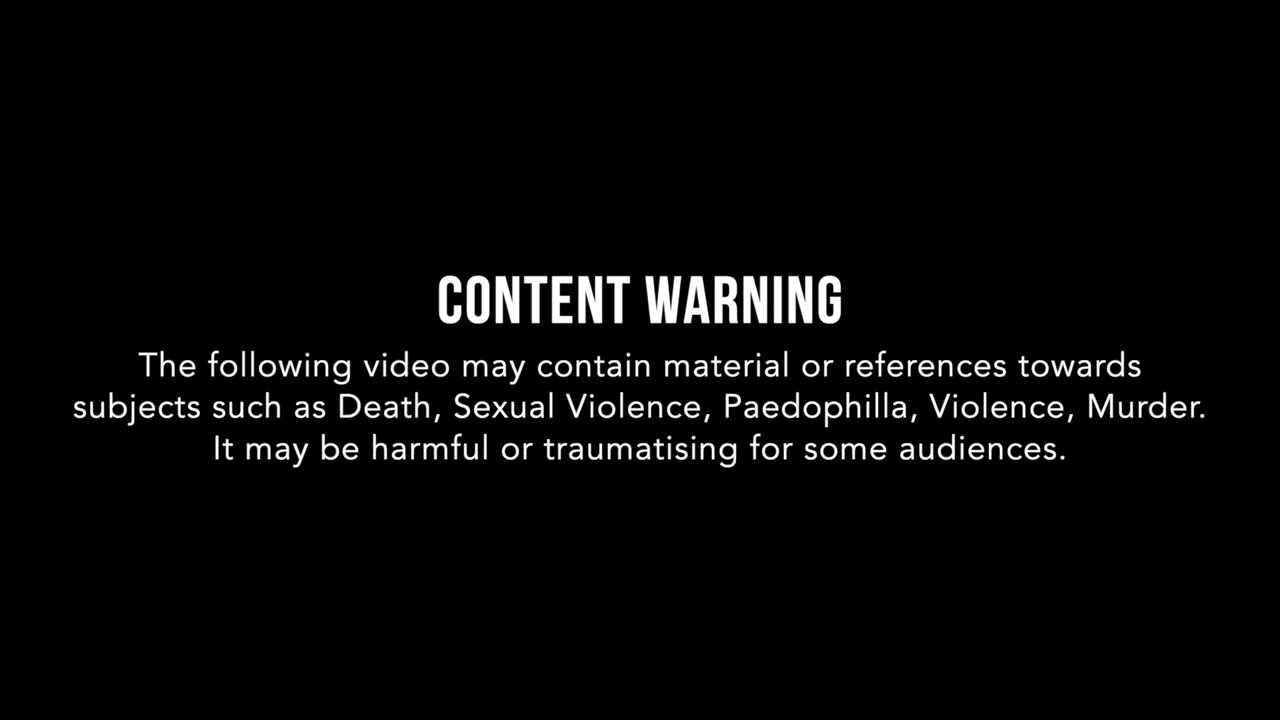 CONTENT WARNING
The following video may contain material or references towards
subjects such as Death, Sexual Violence, Paedophilla, Violence, Murder.
It may be harmful or traumatising for some audiences.